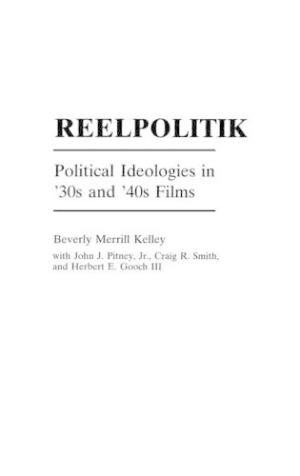 REELPOLITIK
Political Ideologies in
'30s and '40s Films
Beverly Merrill Kelley
with John J. Pitney, Jr., Craig R. Smith,
and Herbert E. Gooch III